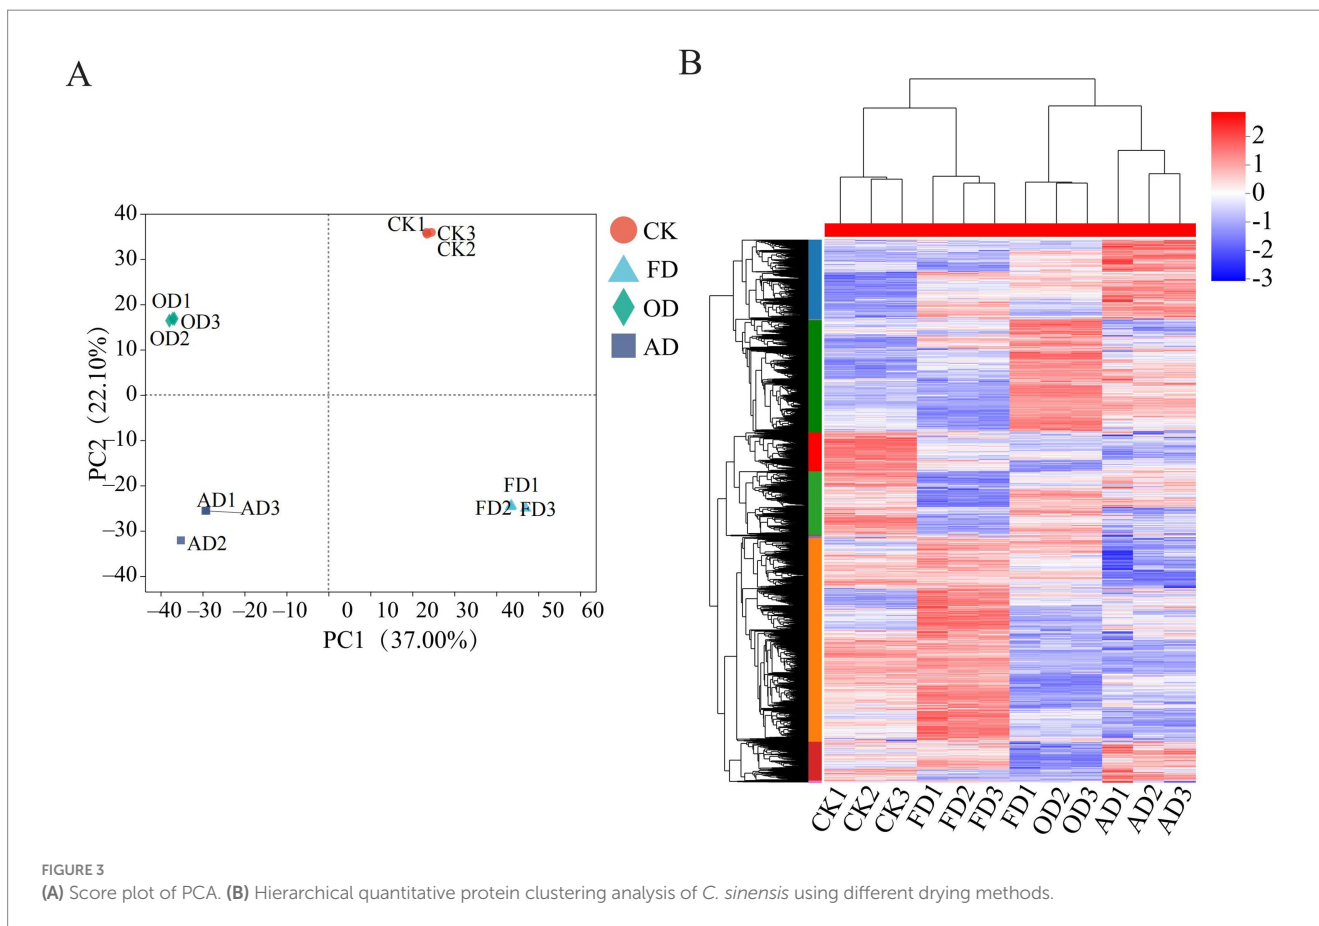 A
40
30
20
10
0
–10
–20
–30
–40
PC2 (22.10%)
CK1
CK3
CK2
OD1
OD3
OD2
AD1
AD3
AD2
FD1
FD2
FD3
–40 –30 –20 –10 0 10 20 30 40 50 60
PC1 (37.00%)
CK
FD
OD
AD
B
2
1
0
-1
-2
-3
CK1 CK2 CK3 FD1 FD2 FD3 FD1 OD2 OD3 AD1 AD2 AD3
FIGURE 3
(A) Score plot of PCA. (B) Hierarchical quantitative protein clustering analysis of C. sinensis using different drying methods.